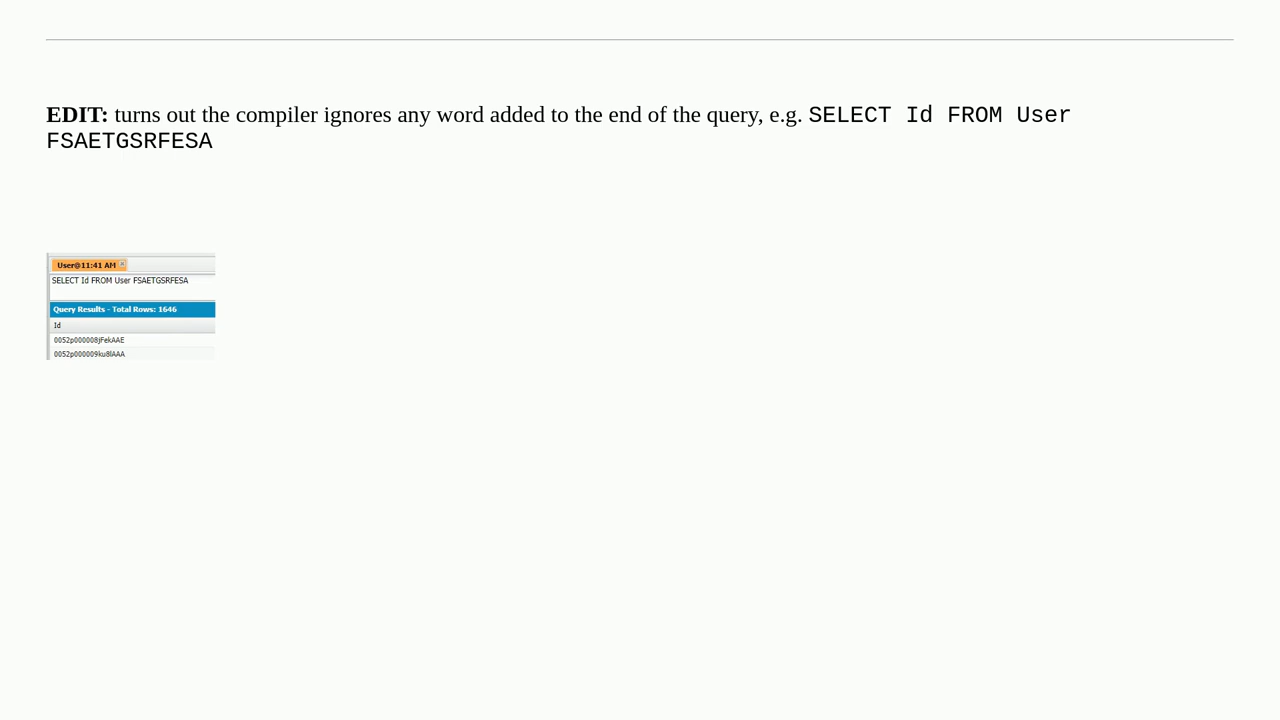 EDIT: turns out the compiler ignores any word added to the end of the query, e.g. SELECT Id FROM User
FSAETGSRFESA
User@11:41 AM
SELECT Id FROM User FSAETGSRFESA
Query Results - Total Rows: 1646
Id
0052p000008jFekAAE
0052p000009ku8lAAA